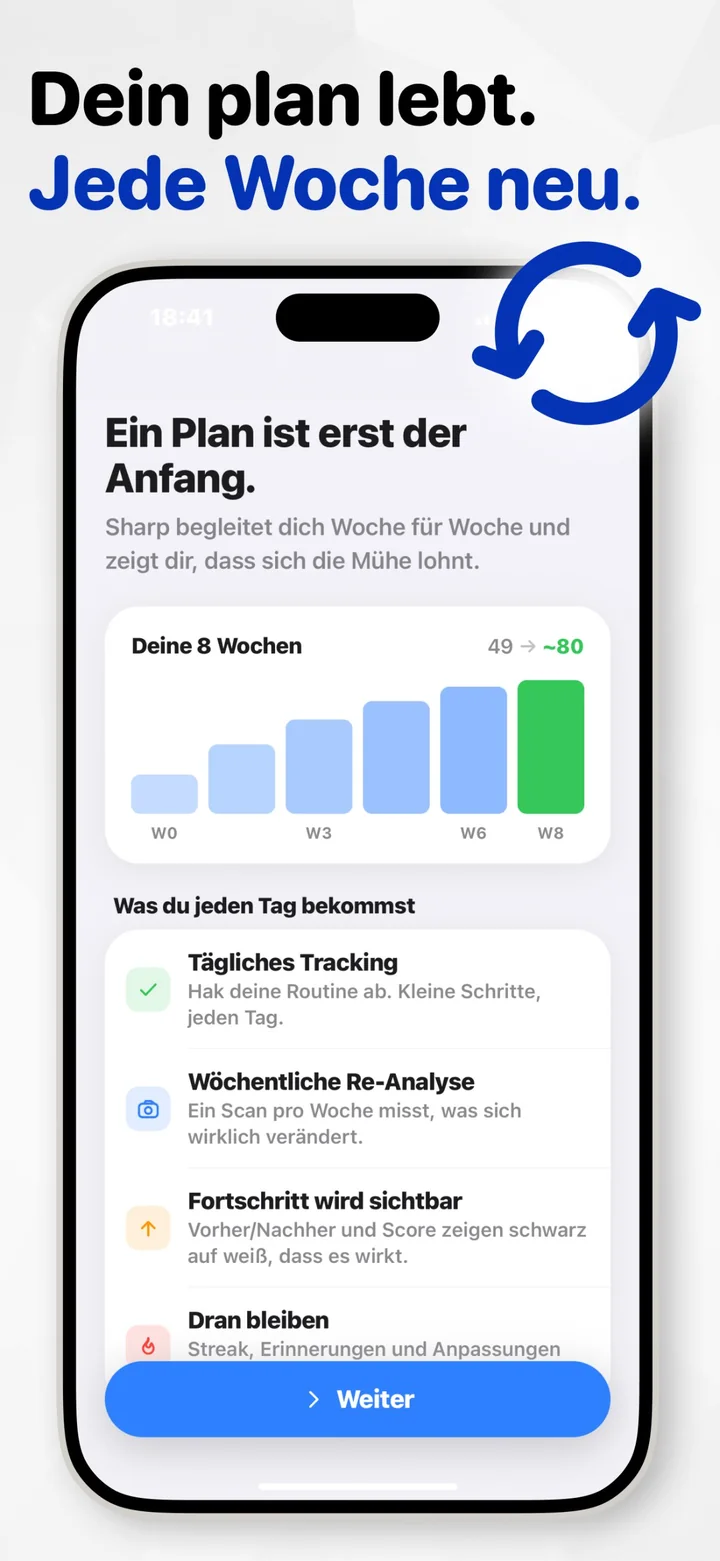 Dein plan lebt.
Jede Woche neu.
18:41
Ein Plan ist erst der
Anfang.
Sharp begleitet dich Woche für Woche und
zeigt dir, dass sich die Mühe lohnt.
Deine 8 Wochen
49 → ~80
W0
W3
W6
W8
Was du jeden Tag bekommst
Tägliches Tracking
Hak deine Routine ab. Kleine Schritte,
jeden Tag.
Wöchentliche Re-Analyse
Ein Scan pro Woche misst, was sich
wirklich verändert.
Fortschritt wird sichtbar
Vorher/Nachher und Score zeigen schwarz
auf weiß, dass es wirkt.
Dran bleiben
Streak, Erinnerungen und Anpassungen
Weiter